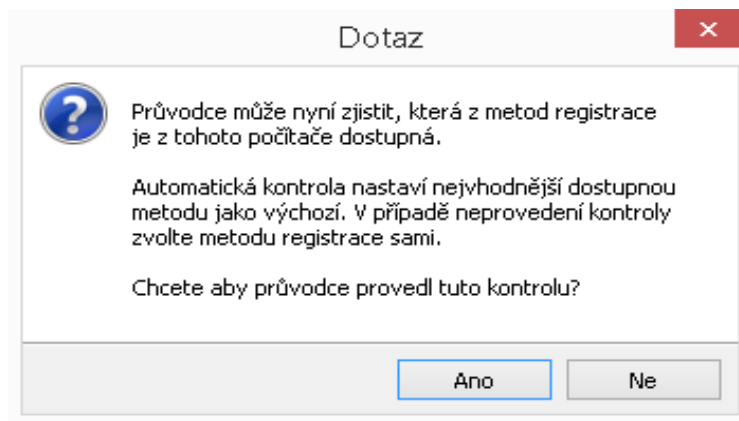 Dotaz
Průvodce může nyní zjistit, která z metod registrace
je z tohoto počítače dostupná.
Automatická kontrola nastaví nejvhodnější dostupnou
metodu jako výchozí. V případě neprovedení kontroly
zvolte metodu registrace sami.
Chcete aby průvodce provedl tuto kontrolu?
Ano
Ne